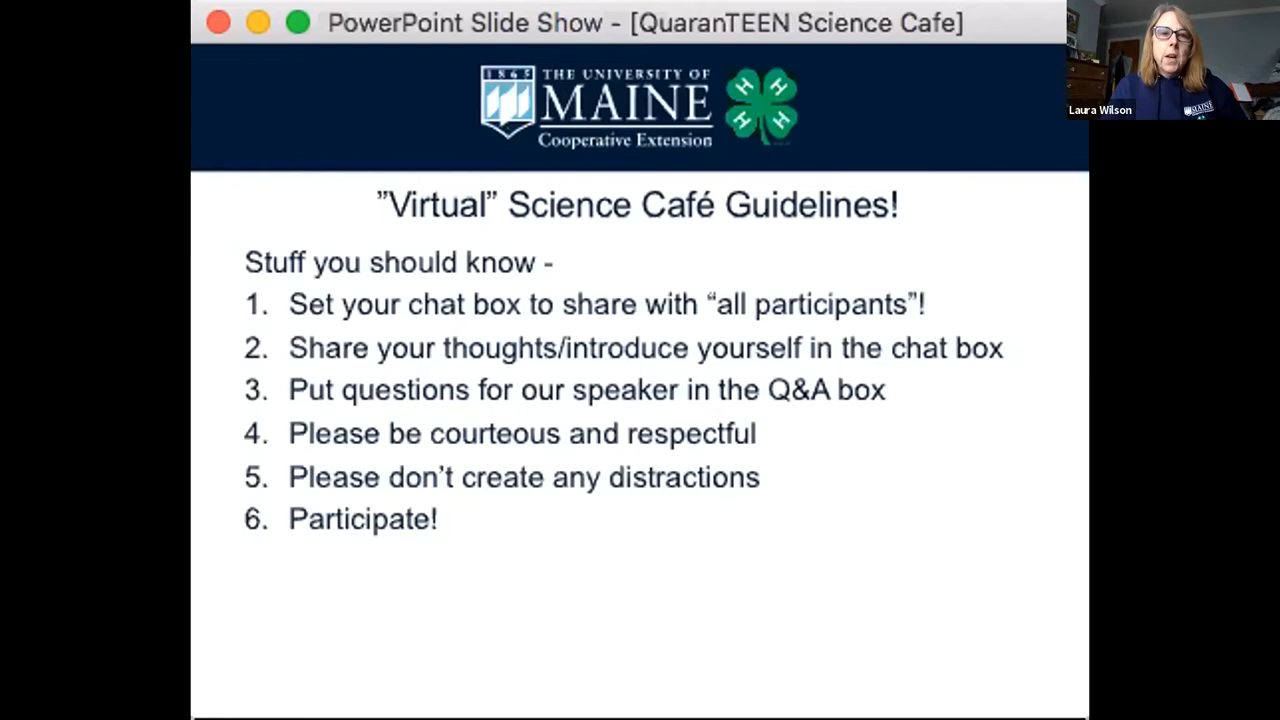 PowerPoint Slide Show - [QuaranTEEN Science Cafe]
1865
THE UNIVERSITY OF
MAINE
Cooperative Extension
H H
H H
Laura Wilson
MAINE
”Virtual” Science Café Guidelines!
Stuff you should know -
1. Set your chat box to share with “all participants”!
2. Share your thoughts/introduce yourself in the chat box
3. Put questions for our speaker in the Q&A box
4. Please be courteous and respectful
5. Please don’t create any distractions
6. Participate!